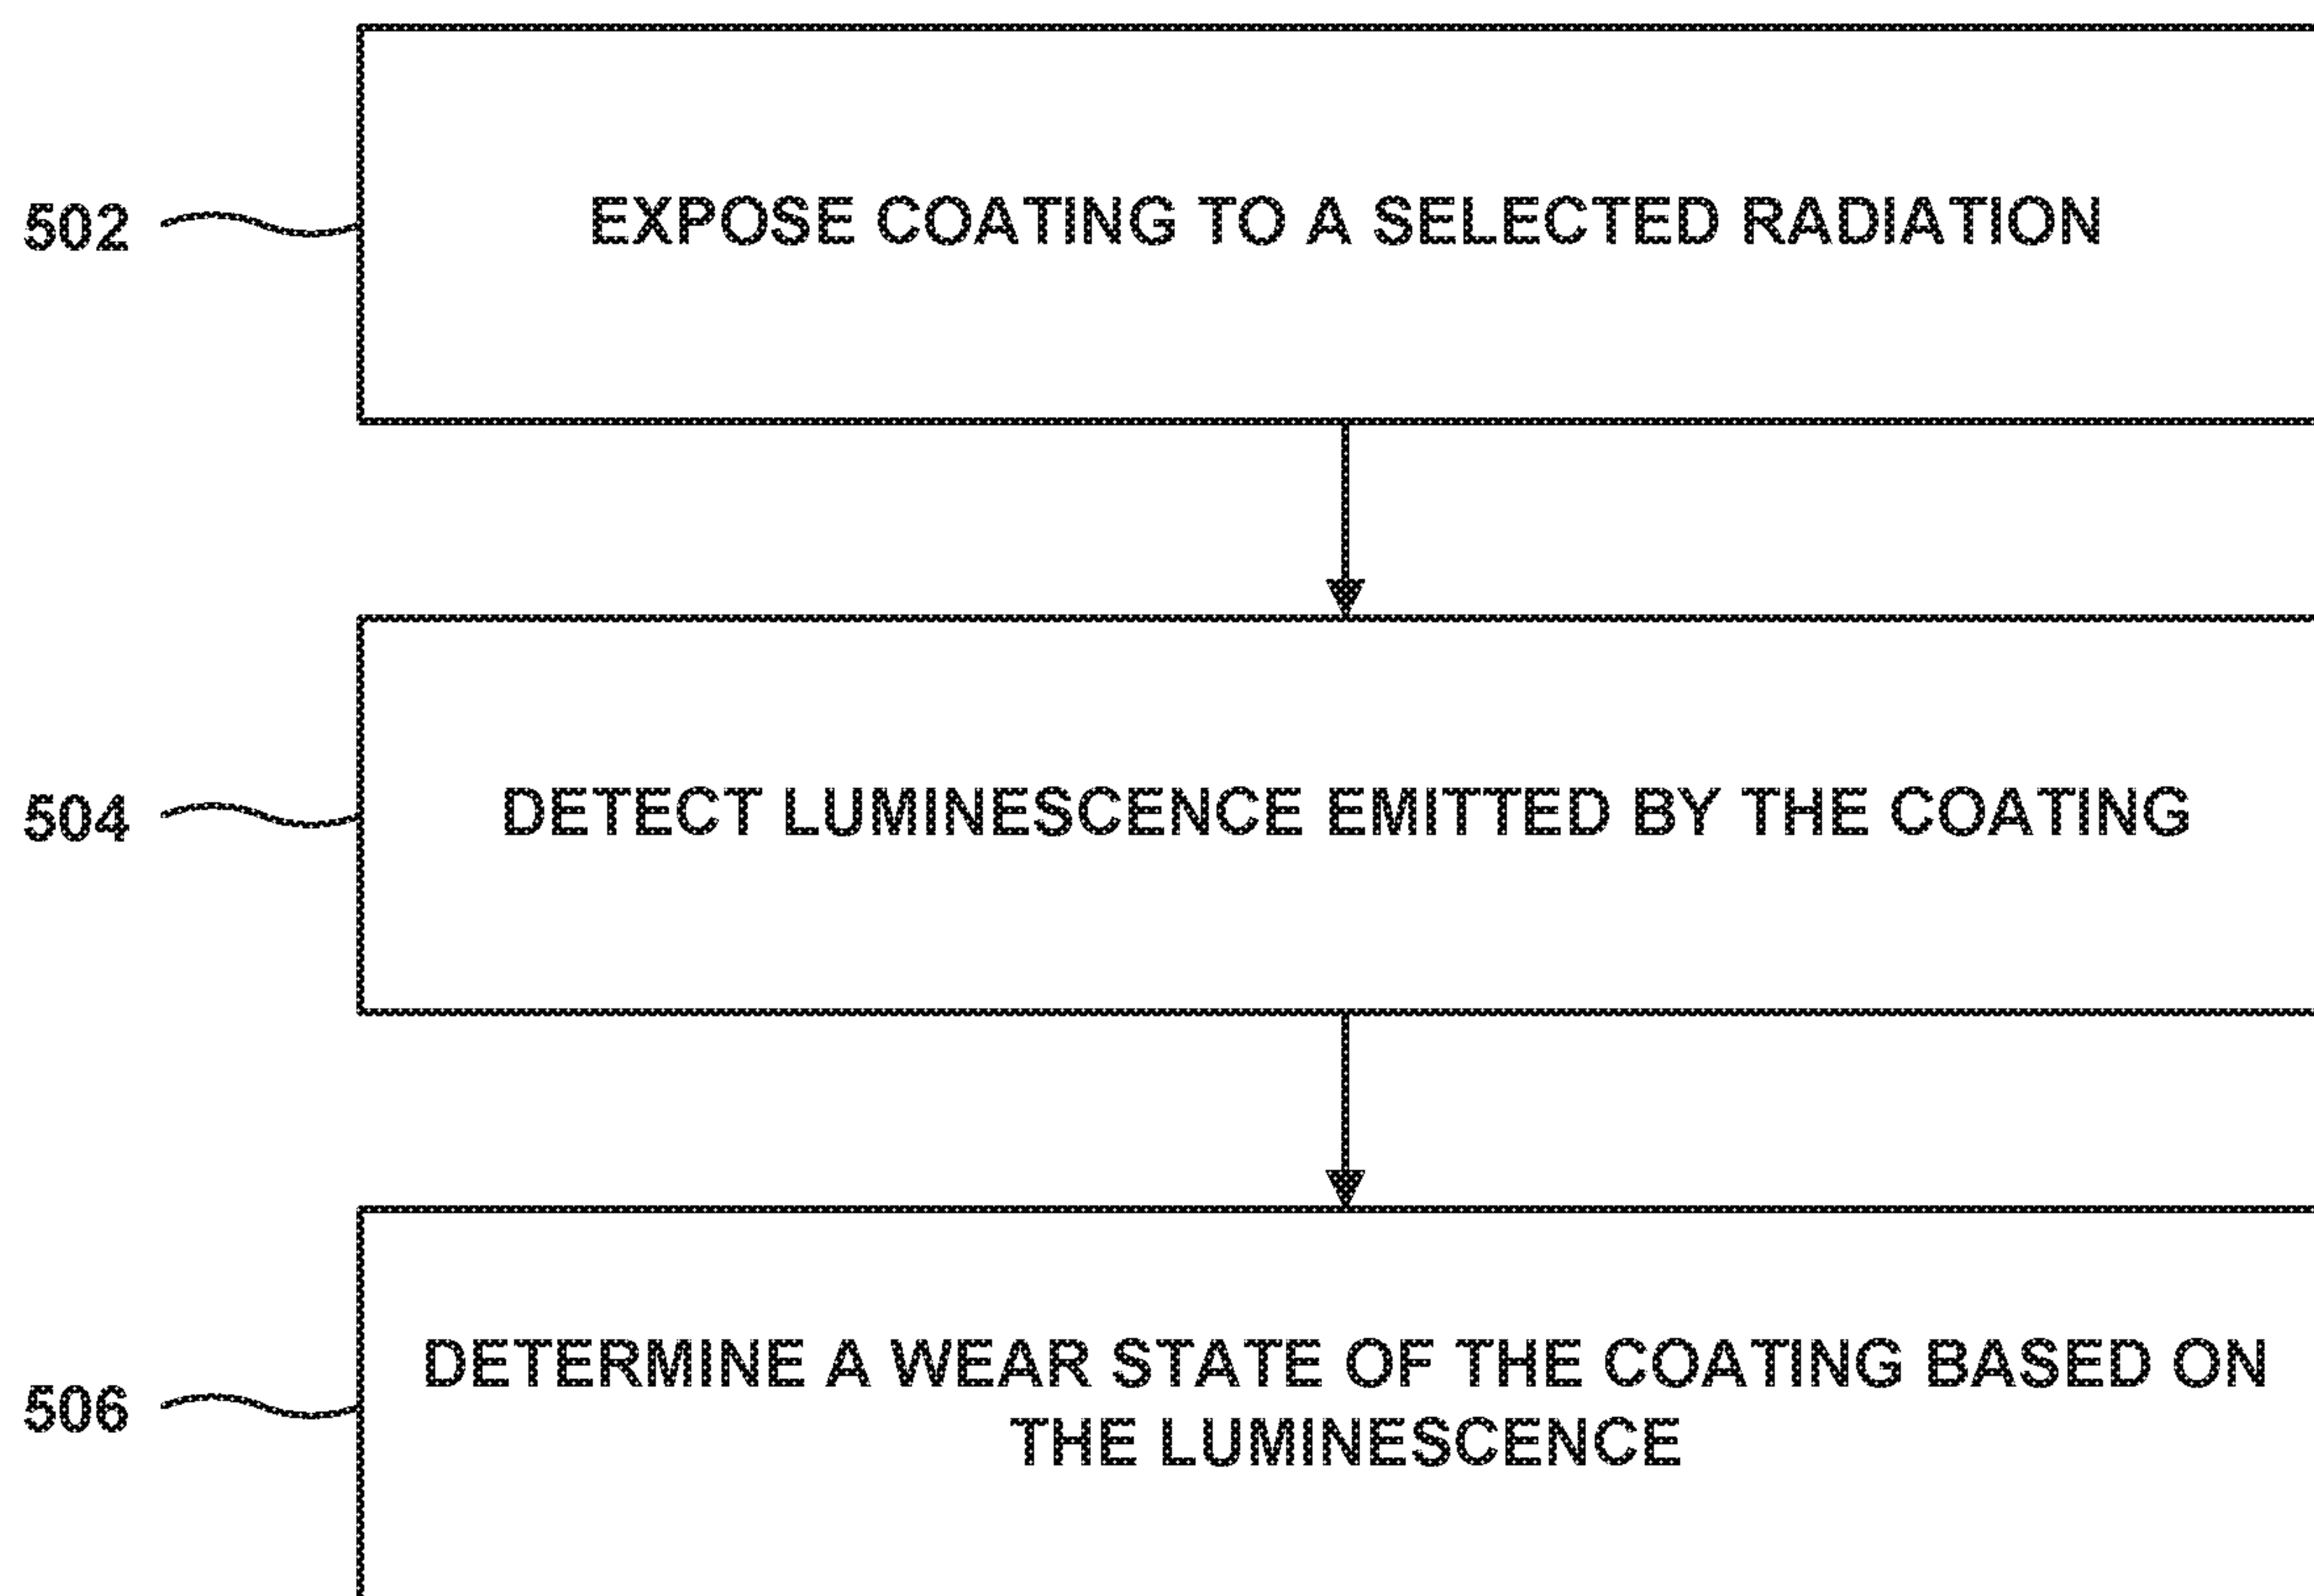 502
EXPOSE COATING TO A SELECTED RADIATION
504
DETECT LUMINESCENCE EMITTED BY THE COATING
506
DETERMINE A WEAR STATE OF THE COATING BASED ON
THE LUMINESCENCE